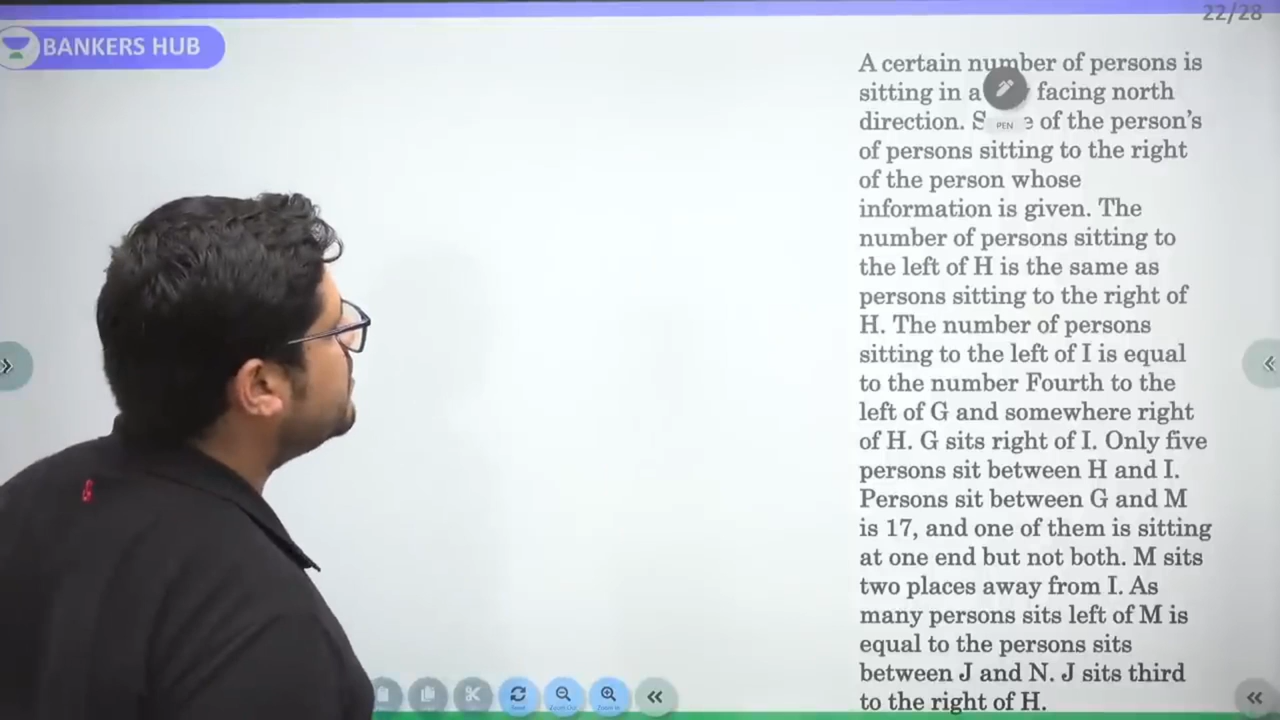 22/28
BANKERS HUB
A certain number of persons is
sitting in a facing north
direction. of the person's
of persons sitting to the right
of the person whose
information is given. The
number of persons sitting to
the left of H is the same as
persons sitting to the right of
H. The number of persons
sitting to the left of I is equal
to the number Fourth to the
left of G and somewhere right
of H. G sits right of I. Only five
persons sit between H and I.
Persons sit between G and M
is 17, and one of them is sitting
at one end but not both. M sits
two places away from I. As
many persons sits left of M is
equal to the persons sits
between J and N. J sits third
to the right of H.
PEN
Zoom Out
Zoom In